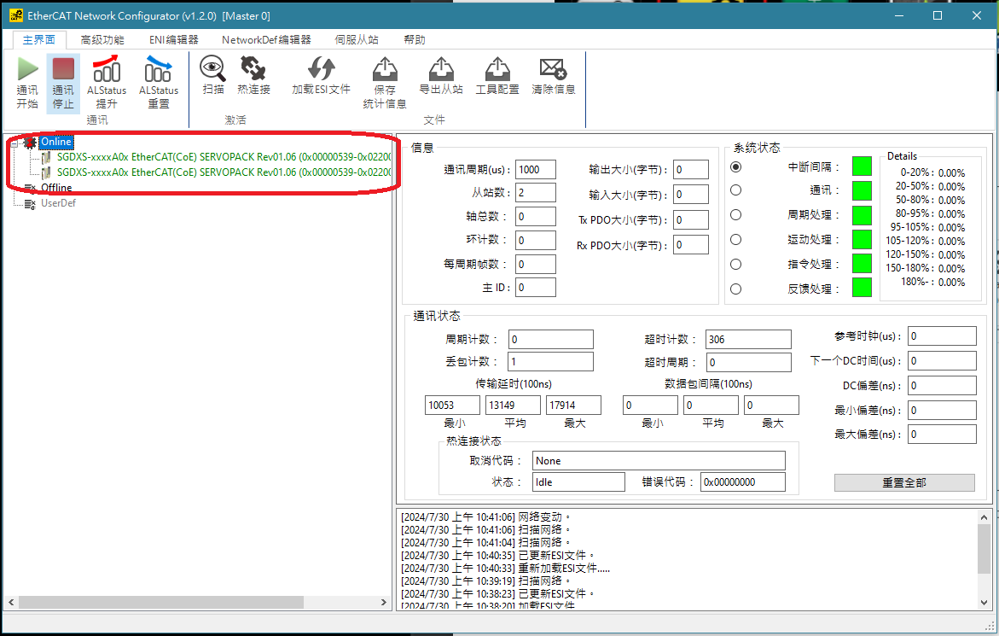 EtherCAT Network Configurator (v1.2.0)  [Master 0]
主界面 高级功能 ENI编辑器 NetworkDef编辑器 伺服从站 帮助
通讯开始 通讯停止 ALStatus提升 ALStatus重置 扫描 热连接 加载ESI文件 保存统计信息 导出从站 工具配置 清除信息
通讯 激活 文件
Online
SGDXS-xxxxA0x EtherCAT(CoE) SERVOPACK Rev01.06 (0x00000539-0x02200
SGDXS-xxxxA0x EtherCAT(CoE) SERVOPACK Rev01.06 (0x00000539-0x02200
Offline
UserDef
信息
通讯周期(us)： 1000
从站数： 2
轴总数： 0
环计数： 0
每周期帧数： 0
主 ID： 0
输出大小(字节)： 0
输入大小(字节)： 0
Tx PDO大小(字节)： 0
Rx PDO大小(字节)： 0
系统状态
中断间隔：
通讯：
周期处理：
运动处理：
指令处理：
反馈处理：
Details
0-20%： 0.00%
20-50%： 0.00%
50-80%： 0.00%
80-95%： 0.00%
95-105%： 0.00%
105-120%： 0.00%
120-150%： 0.00%
150-180%： 0.00%
180%-： 0.00%
通讯状态
周期计数： 0
丢包计数： 1
传输延时(100ns)
10053 13149 17914
最小 平均 最大
超时计数： 306
超时周期： 0
数据包间隔(100ns)
0 0 0
最小 平均 最大
参考时钟(us)： 0
下一个DC时间(us)： 0
DC偏差(ns)： 0
最小偏差(ns)： 0
最大偏差(ns)： 0
热连接状态
取消代码： None
状态： Idle 错误代码： 0x00000000
重置全部
[2024/7/30 上午 10:41:06] 网络变动。
[2024/7/30 上午 10:41:06] 扫描网络。
[2024/7/30 上午 10:41:04] 扫描网络。
[2024/7/30 上午 10:40:35] 已更新ESI文件。
[2024/7/30 上午 10:40:33] 重新加载ESI文件.....
[2024/7/30 上午 10:39:19] 扫描网络。
[2024/7/30 上午 10:38:23] 已更新ESI文件。
[2024/7/30 上午 10:38:20] 加载ESI文件